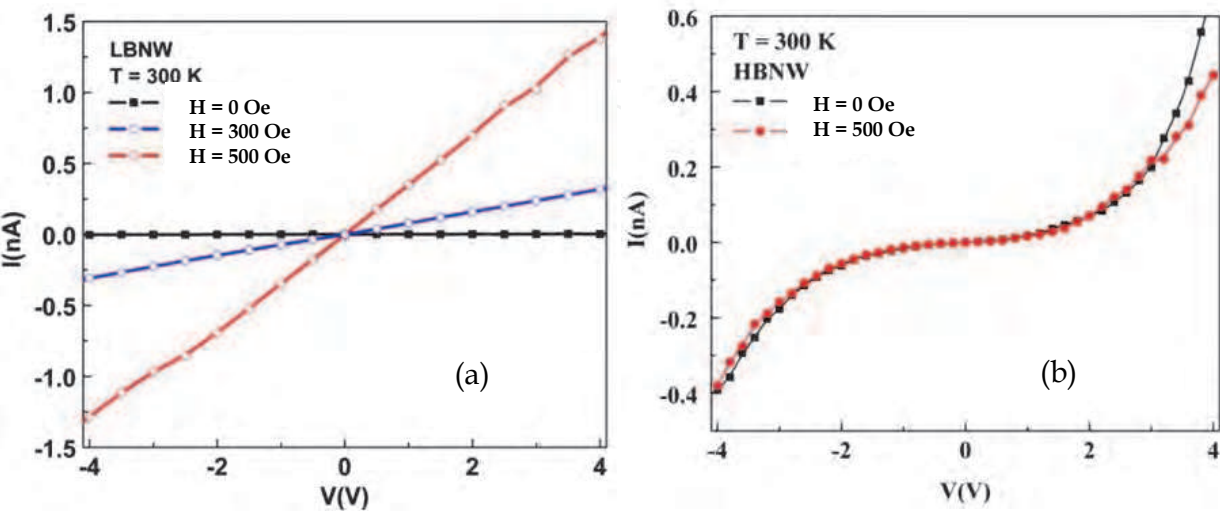 1.5
1.0
0.5
0.0
-0.5
-1.0
-1.5
I(nA)
LBNW
T = 300 K
H = 0 Oe
H = 300 Oe
H = 500 Oe
(a)
-4 -2 0 2 4
V(V)
0.6
0.4
0.2
0.0
-0.2
-0.4
I(nA)
T = 300 K
HBNW
H = 0 Oe
H = 500 Oe
(b)
-4 -2 0 2 4
V(V)